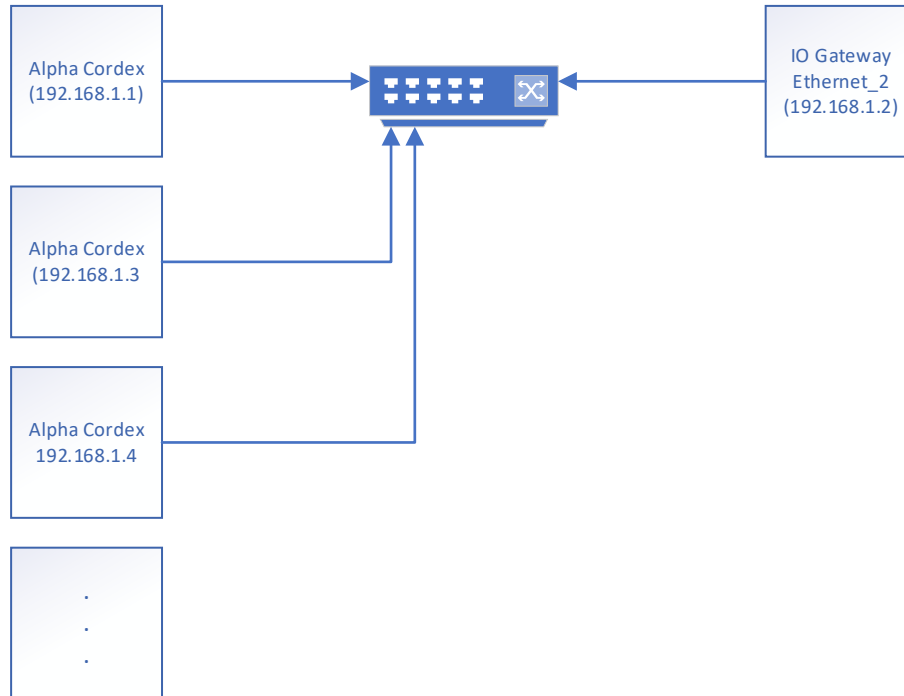 Alpha Cordex
(192.168.1.1)
IO Gateway
Ethernet_2
(192.168.1.2)
Alpha Cordex
(192.168.1.3
Alpha Cordex
192.168.1.4
.
.
.